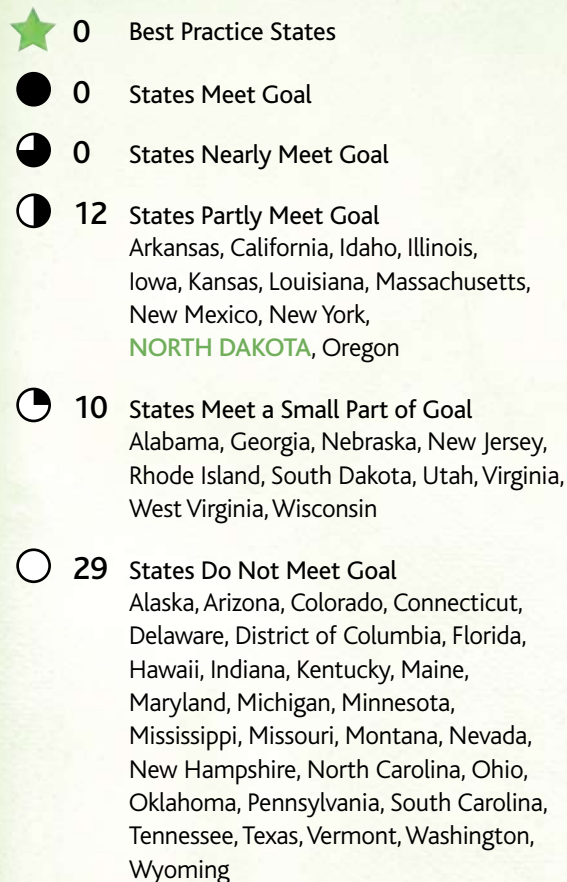 0 Best Practice States
0 States Meet Goal
0 States Nearly Meet Goal
12 States Partly Meet Goal
Arkansas, California, Idaho, Illinois,
Iowa, Kansas, Louisiana, Massachusetts,
New Mexico, New York,
NORTH DAKOTA, Oregon
10 States Meet a Small Part of Goal
Alabama, Georgia, Nebraska, New Jersey,
Rhode Island, South Dakota, Utah, Virginia,
West Virginia, Wisconsin
29 States Do Not Meet Goal
Alaska, Arizona, Colorado, Connecticut,
Delaware, District of Columbia, Florida,
Hawaii, Indiana, Kentucky, Maine,
Maryland, Michigan, Minnesota,
Mississippi, Missouri, Montana, Nevada,
New Hampshire, North Carolina, Ohio,
Oklahoma, Pennsylvania, South Carolina,
Tennessee, Texas, Vermont, Washington,
Wyoming